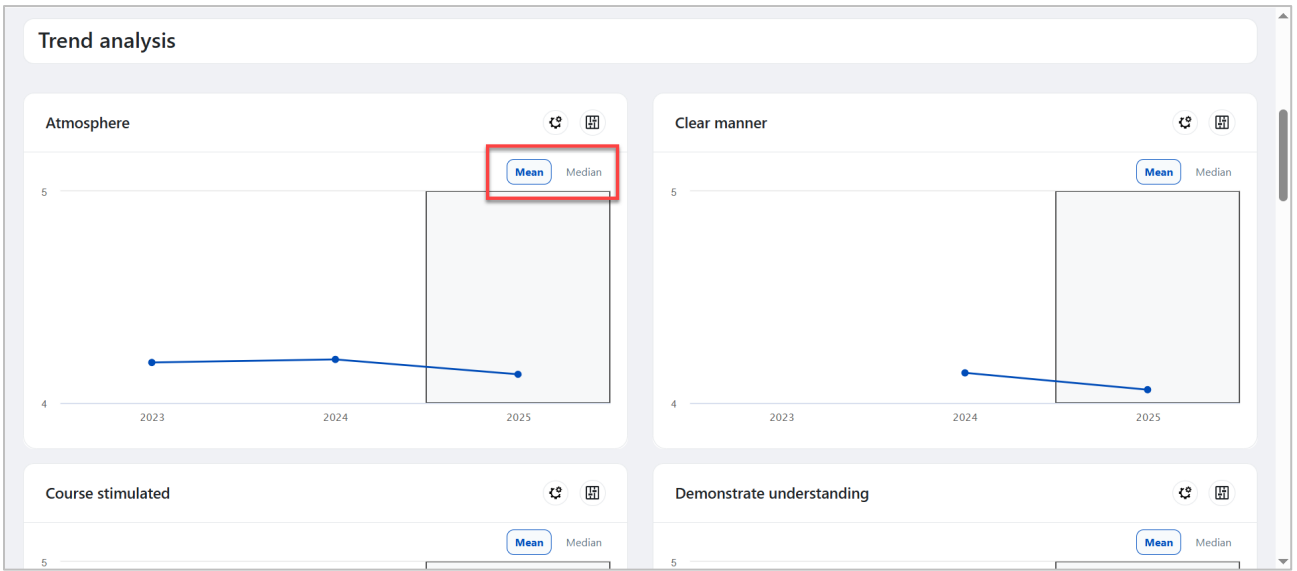 Trend analysis
Atmosphere
Mean Median
5
4
2023 2024 2025
Clear manner
Mean Median
5
4
2023 2024 2025
Course stimulated
Mean Median
5
Demonstrate understanding
Mean Median
5